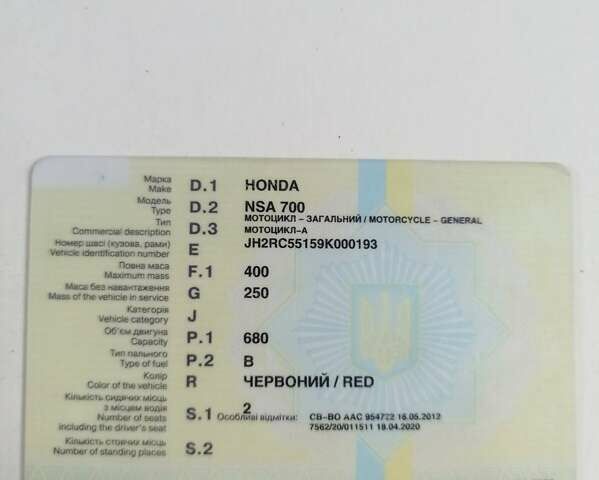 Марка
Make D.1 HONDA
Модель
Type D.2 NSA 700
Тип МОТОЦИКЛ – ЗАГАЛЬНИЙ / MOTORCYCLE - GENERAL
Commercial description D.3 МОТОЦИКЛ-А
Номер шасі (кузова, рами)
Vehicle identification number E JH2RC55159K000193
Повна маса
Maximum mass F.1 400
Маса без навантаження
Mass of the vehicle in service G 250
Категорія
Vehicle category J
Об'єм двигуна
Capacity P.1 680
Тип пального
Type of fuel P.2 B
Колір
Color of the vehicle R ЧЕРВОНИЙ / RED
Кількість сидячих місць
з місцем водія
Number of seats
including the driver's seat S.1 2
Особливі відмітки: СВ-ВО ААС 954722 16.05.2012
7562/20/011511 18.04.2020
Кількість стоячих місць
Number of standing places S.2